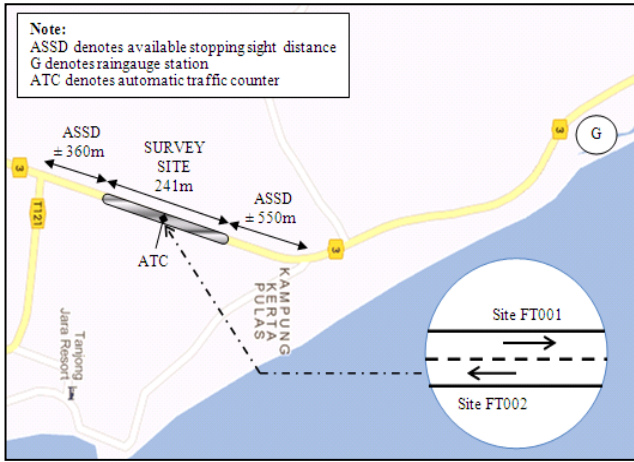 Note:
ASSD denotes available stopping sight distance
G denotes raingauge station
ATC denotes automatic traffic counter
ASSD
± 360m
SURVEY
SITE
241m
ASSD
± 550m
3
3
3
G
T121
ATC
KAMPUNG
KERTA
PULAS
Tanjong
Jara Resort
Site FT001
Site FT002